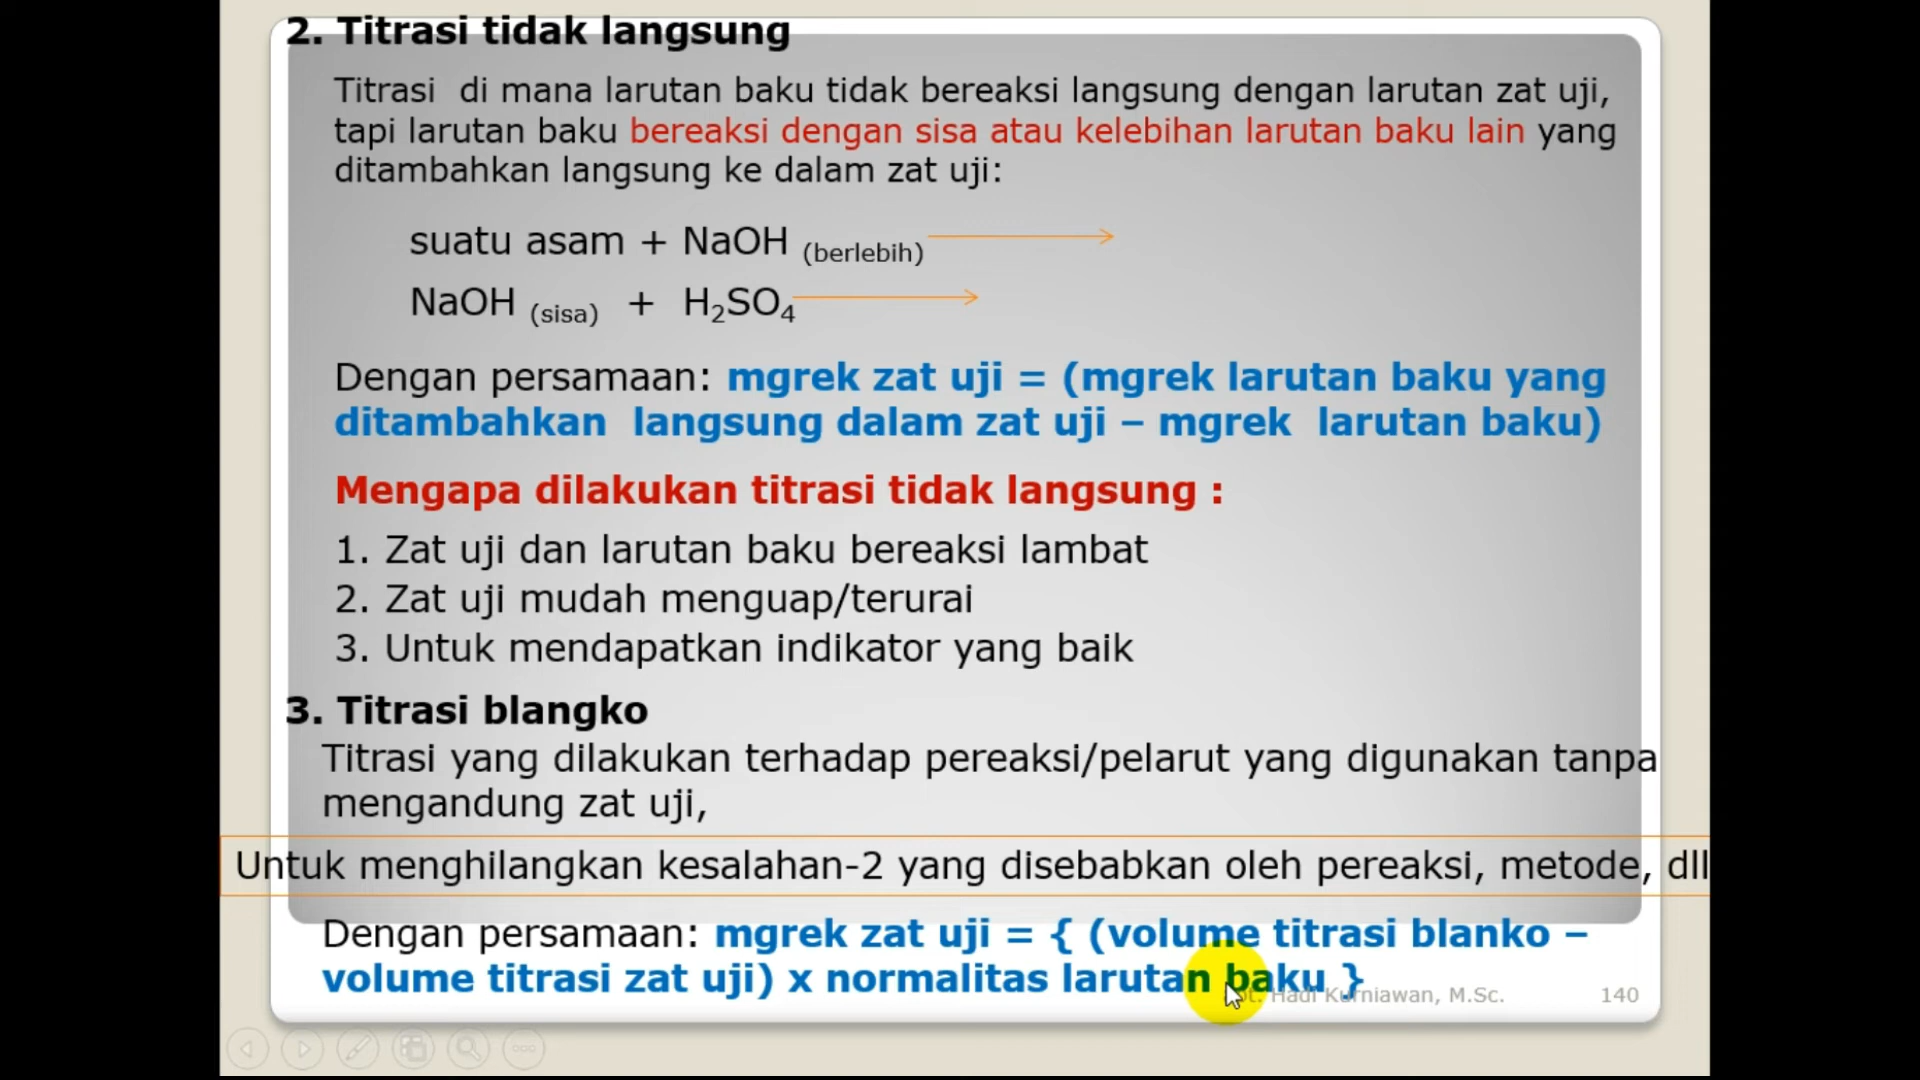 2. Titrasi tidak langsung
Titrasi di mana larutan baku tidak bereaksi langsung dengan larutan zat uji,
tapi larutan baku bereaksi dengan sisa atau kelebihan larutan baku lain yang
ditambahkan langsung ke dalam zat uji:
suatu asam + NaOH (berlebih)
NaOH (sisa) + H₂SO₄
Dengan persamaan: mgrek zat uji = (mgrek larutan baku yang
ditambahkan langsung dalam zat uji – mgrek larutan baku)
Mengapa dilakukan titrasi tidak langsung :
1. Zat uji dan larutan baku bereaksi lambat
2. Zat uji mudah menguap/terurai
3. Untuk mendapatkan indikator yang baik
3. Titrasi blangko
Titrasi yang dilakukan terhadap pereaksi/pelarut yang digunakan tanpa
mengandung zat uji,
Untuk menghilangkan kesalahan-2 yang disebabkan oleh pereaksi, metode, dll
Dengan persamaan: mgrek zat uji = { (volume titrasi blanko –
volume titrasi zat uji) x normalitas larutan baku }
Hadi Kurniawan, M.Sc. 140